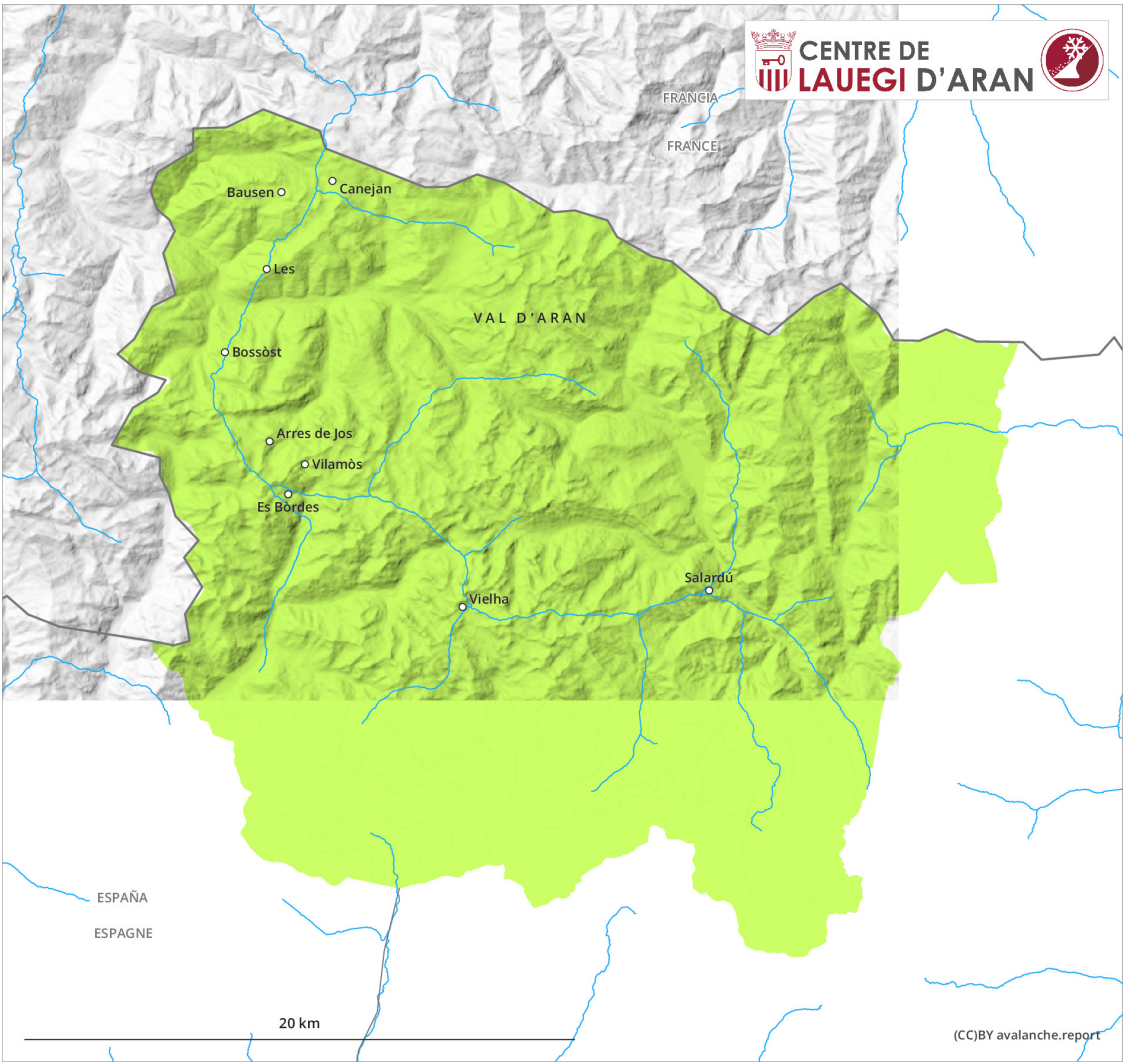 CENTRE DE
LAUEGI D'ARAN
FRANCIA
FRANCE
Bausen
Canejan
Les
VAL D'ARAN
Bossòst
Arres de Jos
Vilamòs
Es Bòrdes
Salardú
Vielha
ESPAÑA
ESPAGNE
20 km
(CC)BY avalanche.report